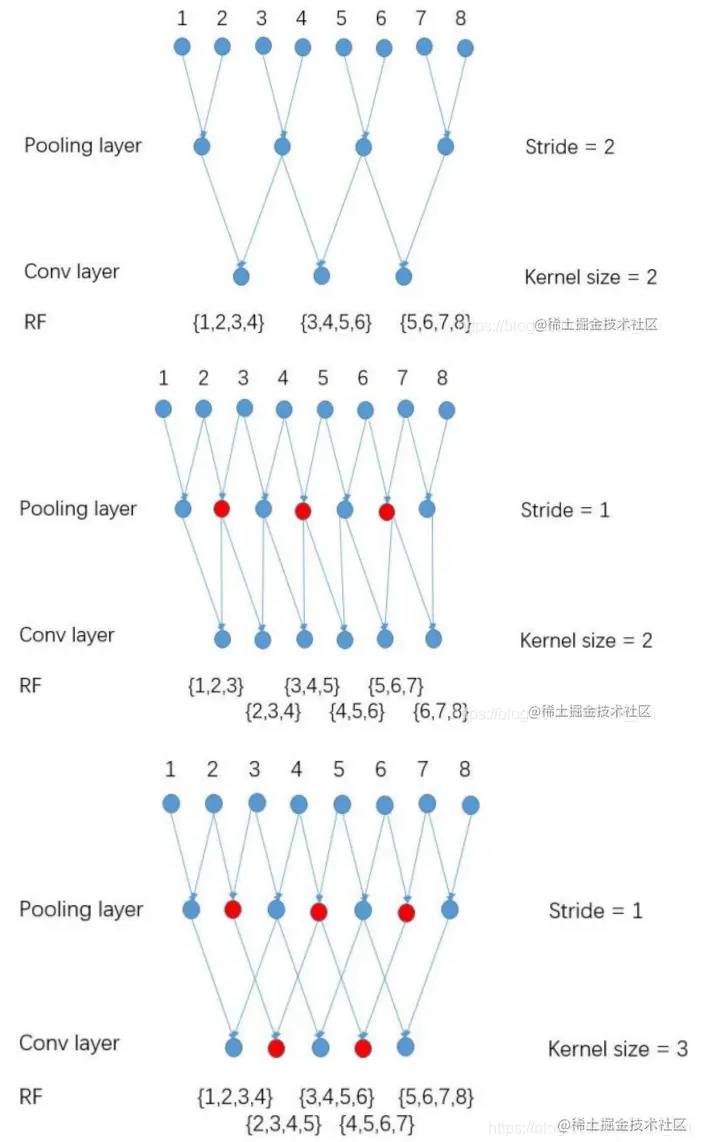 1 2 3 4 5 6 7 8
Pooling layer Stride = 2
Conv layer Kernel size = 2
RF {1,2,3,4} {3,4,5,6} {5,6,7,8} @稀土掘金技术社区
1 2 3 4 5 6 7 8
Pooling layer Stride = 1
Conv layer Kernel size = 2
RF {1,2,3} {3,4,5} {5,6,7}
{2,3,4} {4,5,6} {6,7,8} @稀土掘金技术社区
1 2 3 4 5 6 7 8
Pooling layer Stride = 1
Conv layer Kernel size = 3
RF {1,2,3,4} {3,4,5,6} {5,6,7,8}
{2,3,4,5} {4,5,6,7} @稀土掘金技术社区